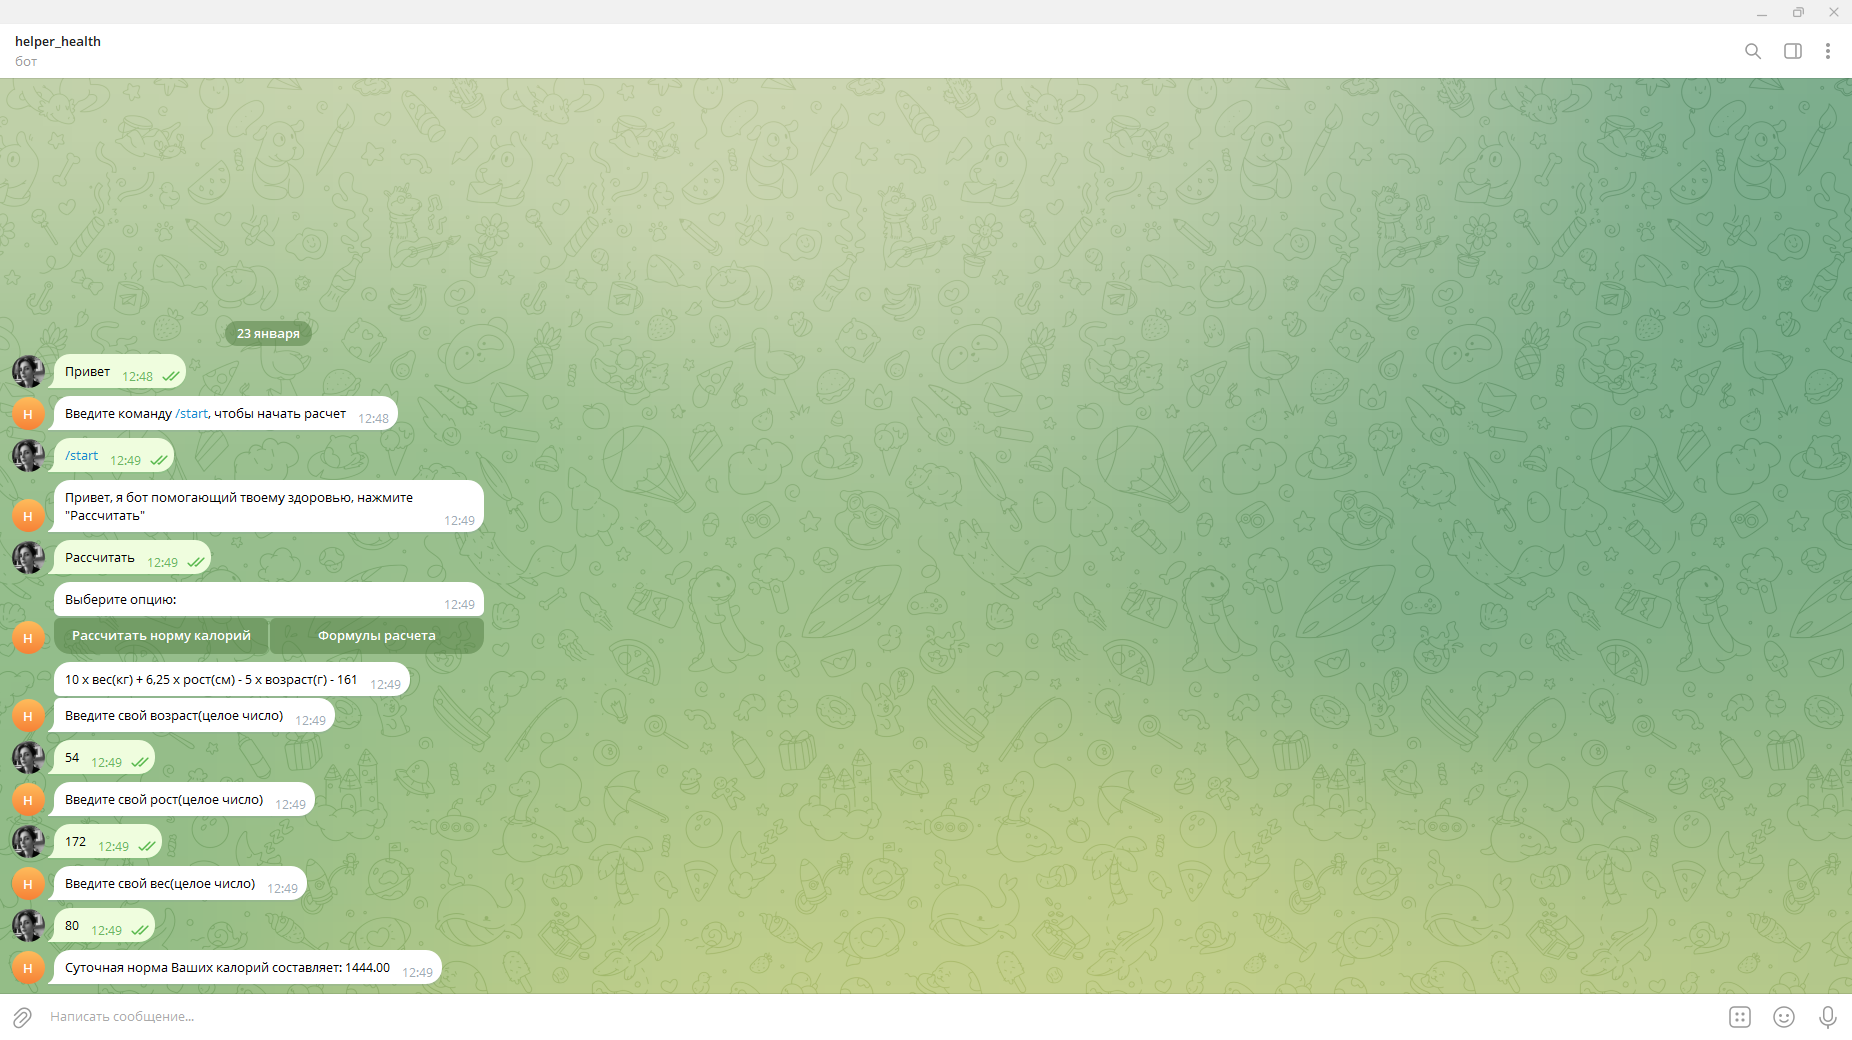 helper_health
бот
23 января
Привет 12:48
Введите команду /start, чтобы начать расчет 12:48
/start 12:49
Привет, я бот помогающий твоему здоровью, нажмите
"Рассчитать" 12:49
Рассчитать 12:49
Выберите опцию: 12:49
Рассчитать норму калорий Формулы расчета
10 x вес(кг) + 6,25 x рост(см) - 5 x возраст(г) - 161 12:49
Введите свой возраст(целое число) 12:49
54 12:49
Введите свой рост(целое число) 12:49
172 12:49
Введите свой вес(целое число) 12:49
80 12:49
Суточная норма Ваших калорий составляет: 1444.00 12:49
Написать сообщение...
H
H
H
H
H
H
H